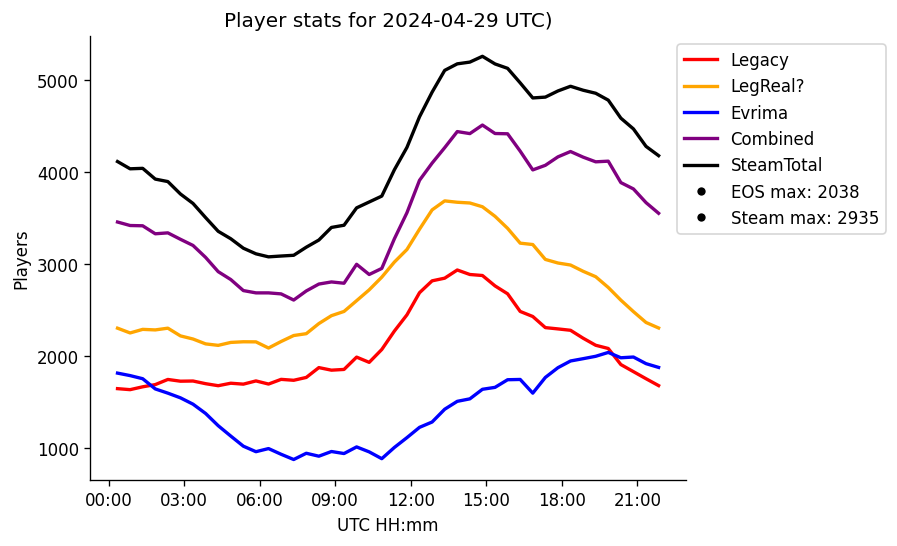 Player stats for 2024-04-29 UTC)
Legacy
LegReal?
Evrima
Combined
SteamTotal
EOS max: 2038
Steam max: 2935
Players
5000
4000
3000
2000
1000
00:00 03:00 06:00 09:00 12:00 15:00 18:00 21:00
UTC HH:mm